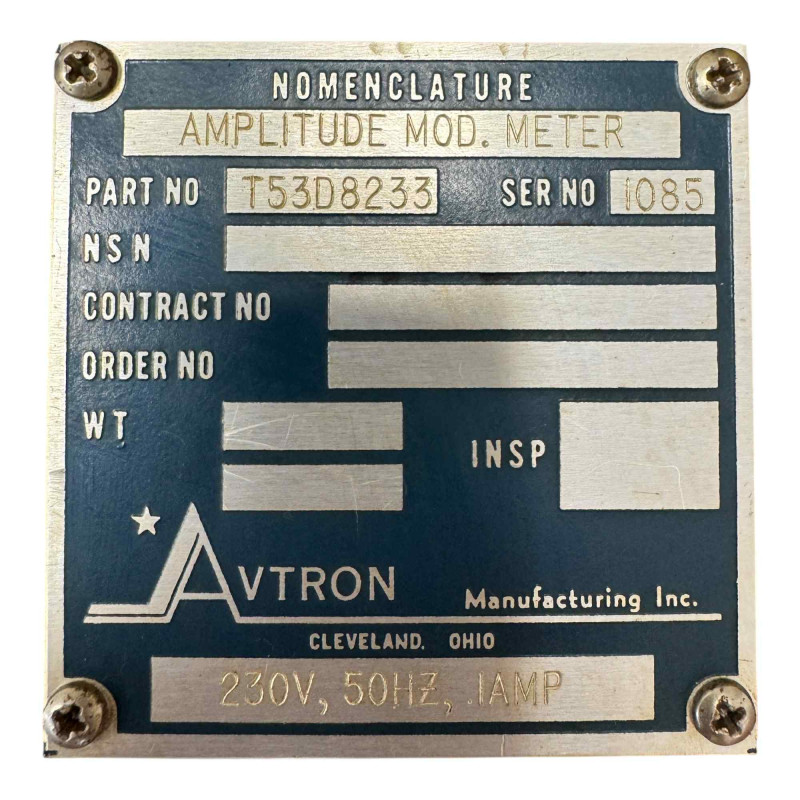 NOMENCLATURE
AMPLITUDE MOD. METER
PART NO T53D8233 SER NO 1085
NSN
CONTRACT NO
ORDER NO
WT
INSP
AVTRON Manufacturing Inc.
CLEVELAND, OHIO
230V, 50HZ, .1AMP